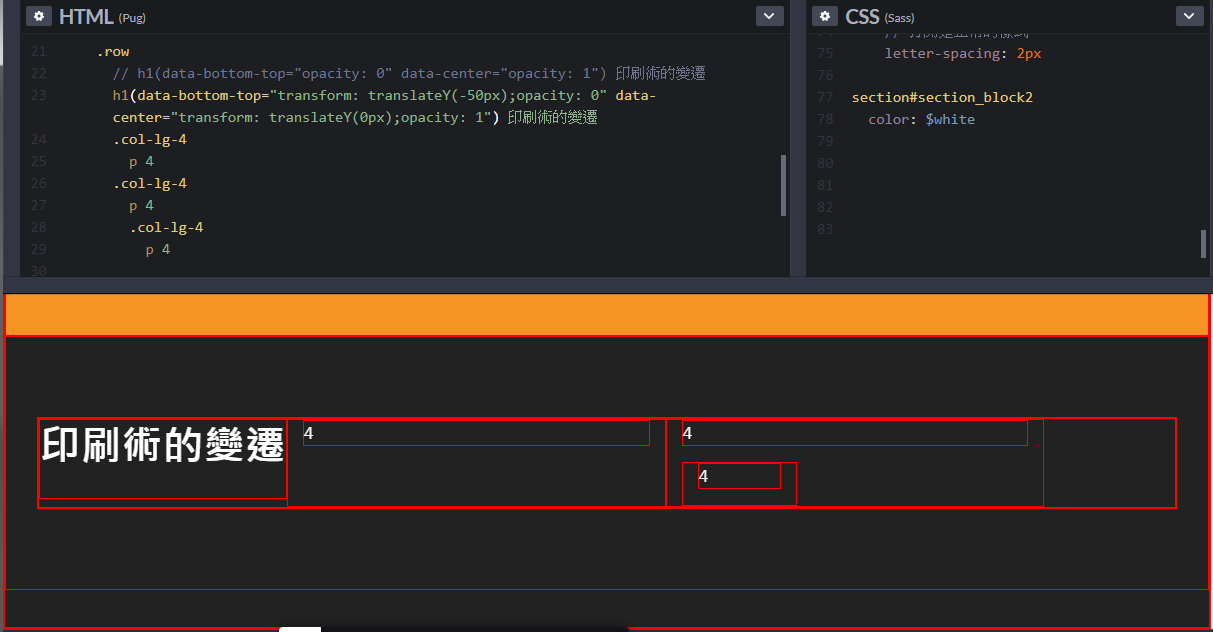 HTML (Pug)
21 .row
22 // h1(data-bottom-top="opacity: 0" data-center="opacity: 1") 印刷術的變遷
23 h1(data-bottom-top="transform: translateY(-50px);opacity: 0" data-
center="transform: translateY(0px);opacity: 1") 印刷術的變遷
24 .col-lg-4
25 p 4
26 .col-lg-4
27 p 4
28 .col-lg-4
29 p 4
30
CSS (Sass)
75 letter-spacing: 2px
76
77 section#section_block2
78 color: $white
79
80
81
82
83
印刷術的變遷
4
4
4